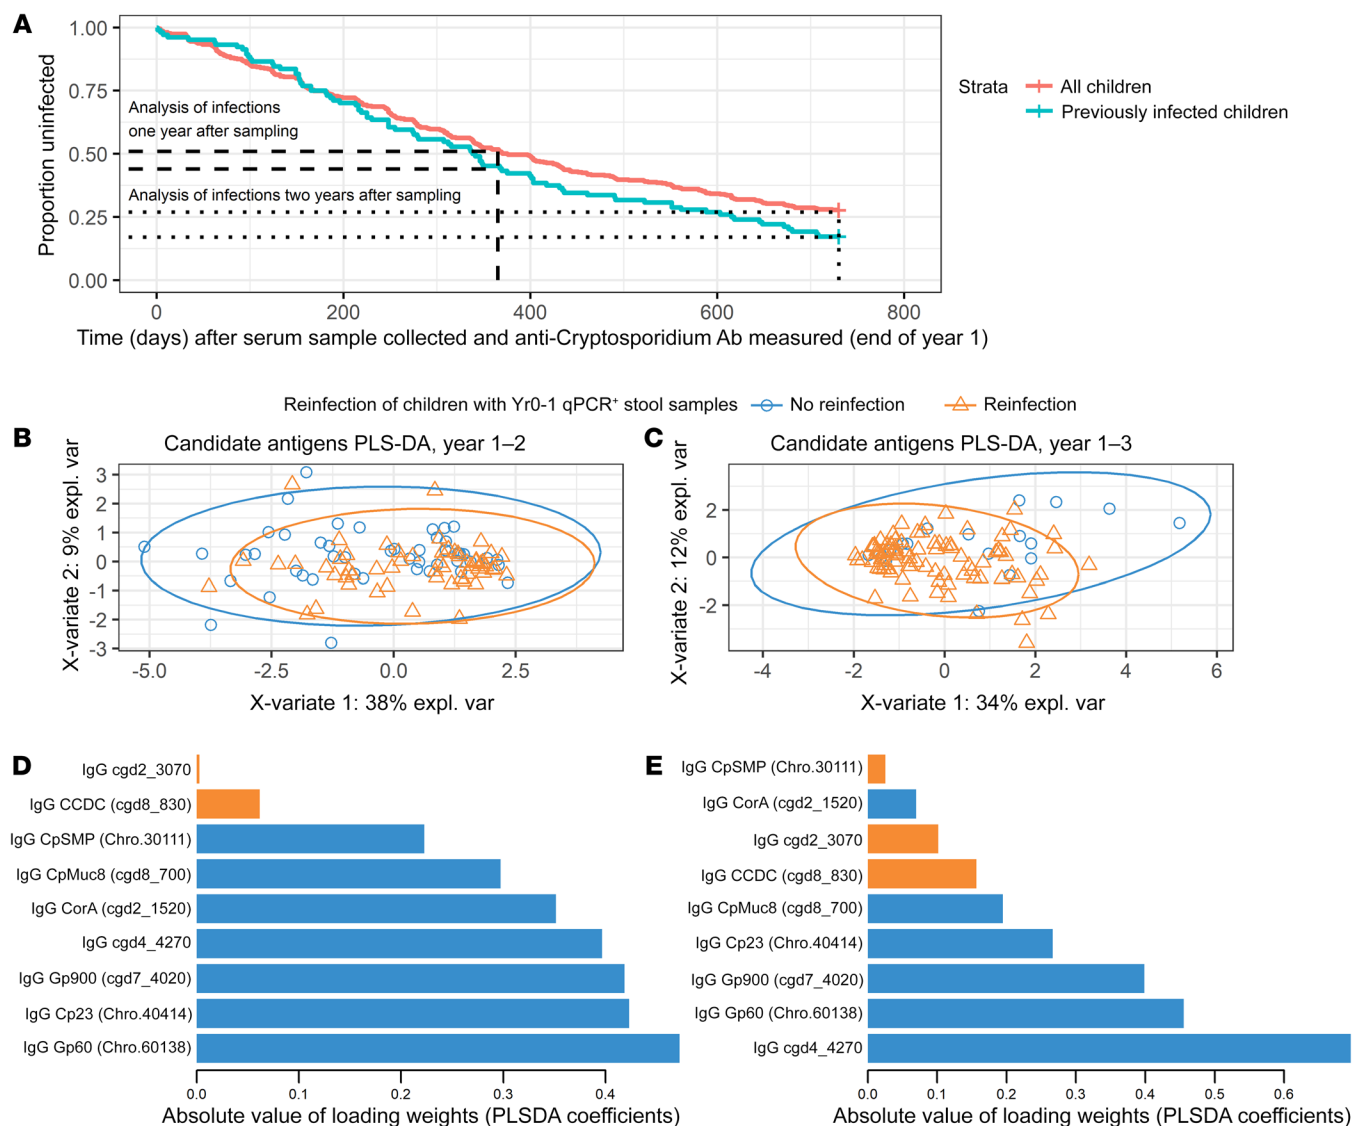 A
1.00
0.75
0.50
0.25
0.00
Proportion uninfected
Analysis of infections
one year after sampling
Analysis of infections two years after sampling
0 200 400 600 800
Time (days) after serum sample collected and anti-Cryptosporidium Ab measured (end of year 1)
Strata All children
Previously infected children
Reinfection of children with Yr0-1 qPCR⁺ stool samples No reinfection Reinfection
B
Candidate antigens PLS-DA, year 1–2
X-variate 2: 9% expl. var
3
2
1
0
-1
-2
-3
-5.0 -2.5 0.0 2.5
X-variate 1: 38% expl. var
C
Candidate antigens PLS-DA, year 1–3
X-variate 2: 12% expl. var
2
0
-2
-4 -2 0 2 4 6
X-variate 1: 34% expl. var
D
IgG cgd2_3070
IgG CCDC (cgd8_830)
IgG CpSMP (Chro.30111)
IgG CpMuc8 (cgd8_700)
IgG CorA (cgd2_1520)
IgG cgd4_4270
IgG Gp900 (cgd7_4020)
IgG Cp23 (Chro.40414)
IgG Gp60 (Chro.60138)
0.0 0.1 0.2 0.3 0.4
Absolute value of loading weights (PLSDA coefficients)
E
IgG CpSMP (Chro.30111)
IgG CorA (cgd2_1520)
IgG cgd2_3070
IgG CCDC (cgd8_830)
IgG CpMuc8 (cgd8_700)
IgG Cp23 (Chro.40414)
IgG Gp900 (cgd7_4020)
IgG Gp60 (Chro.60138)
IgG cgd4_4270
0.0 0.1 0.2 0.3 0.4 0.5 0.6
Absolute value of loading weights (PLSDA coefficients)